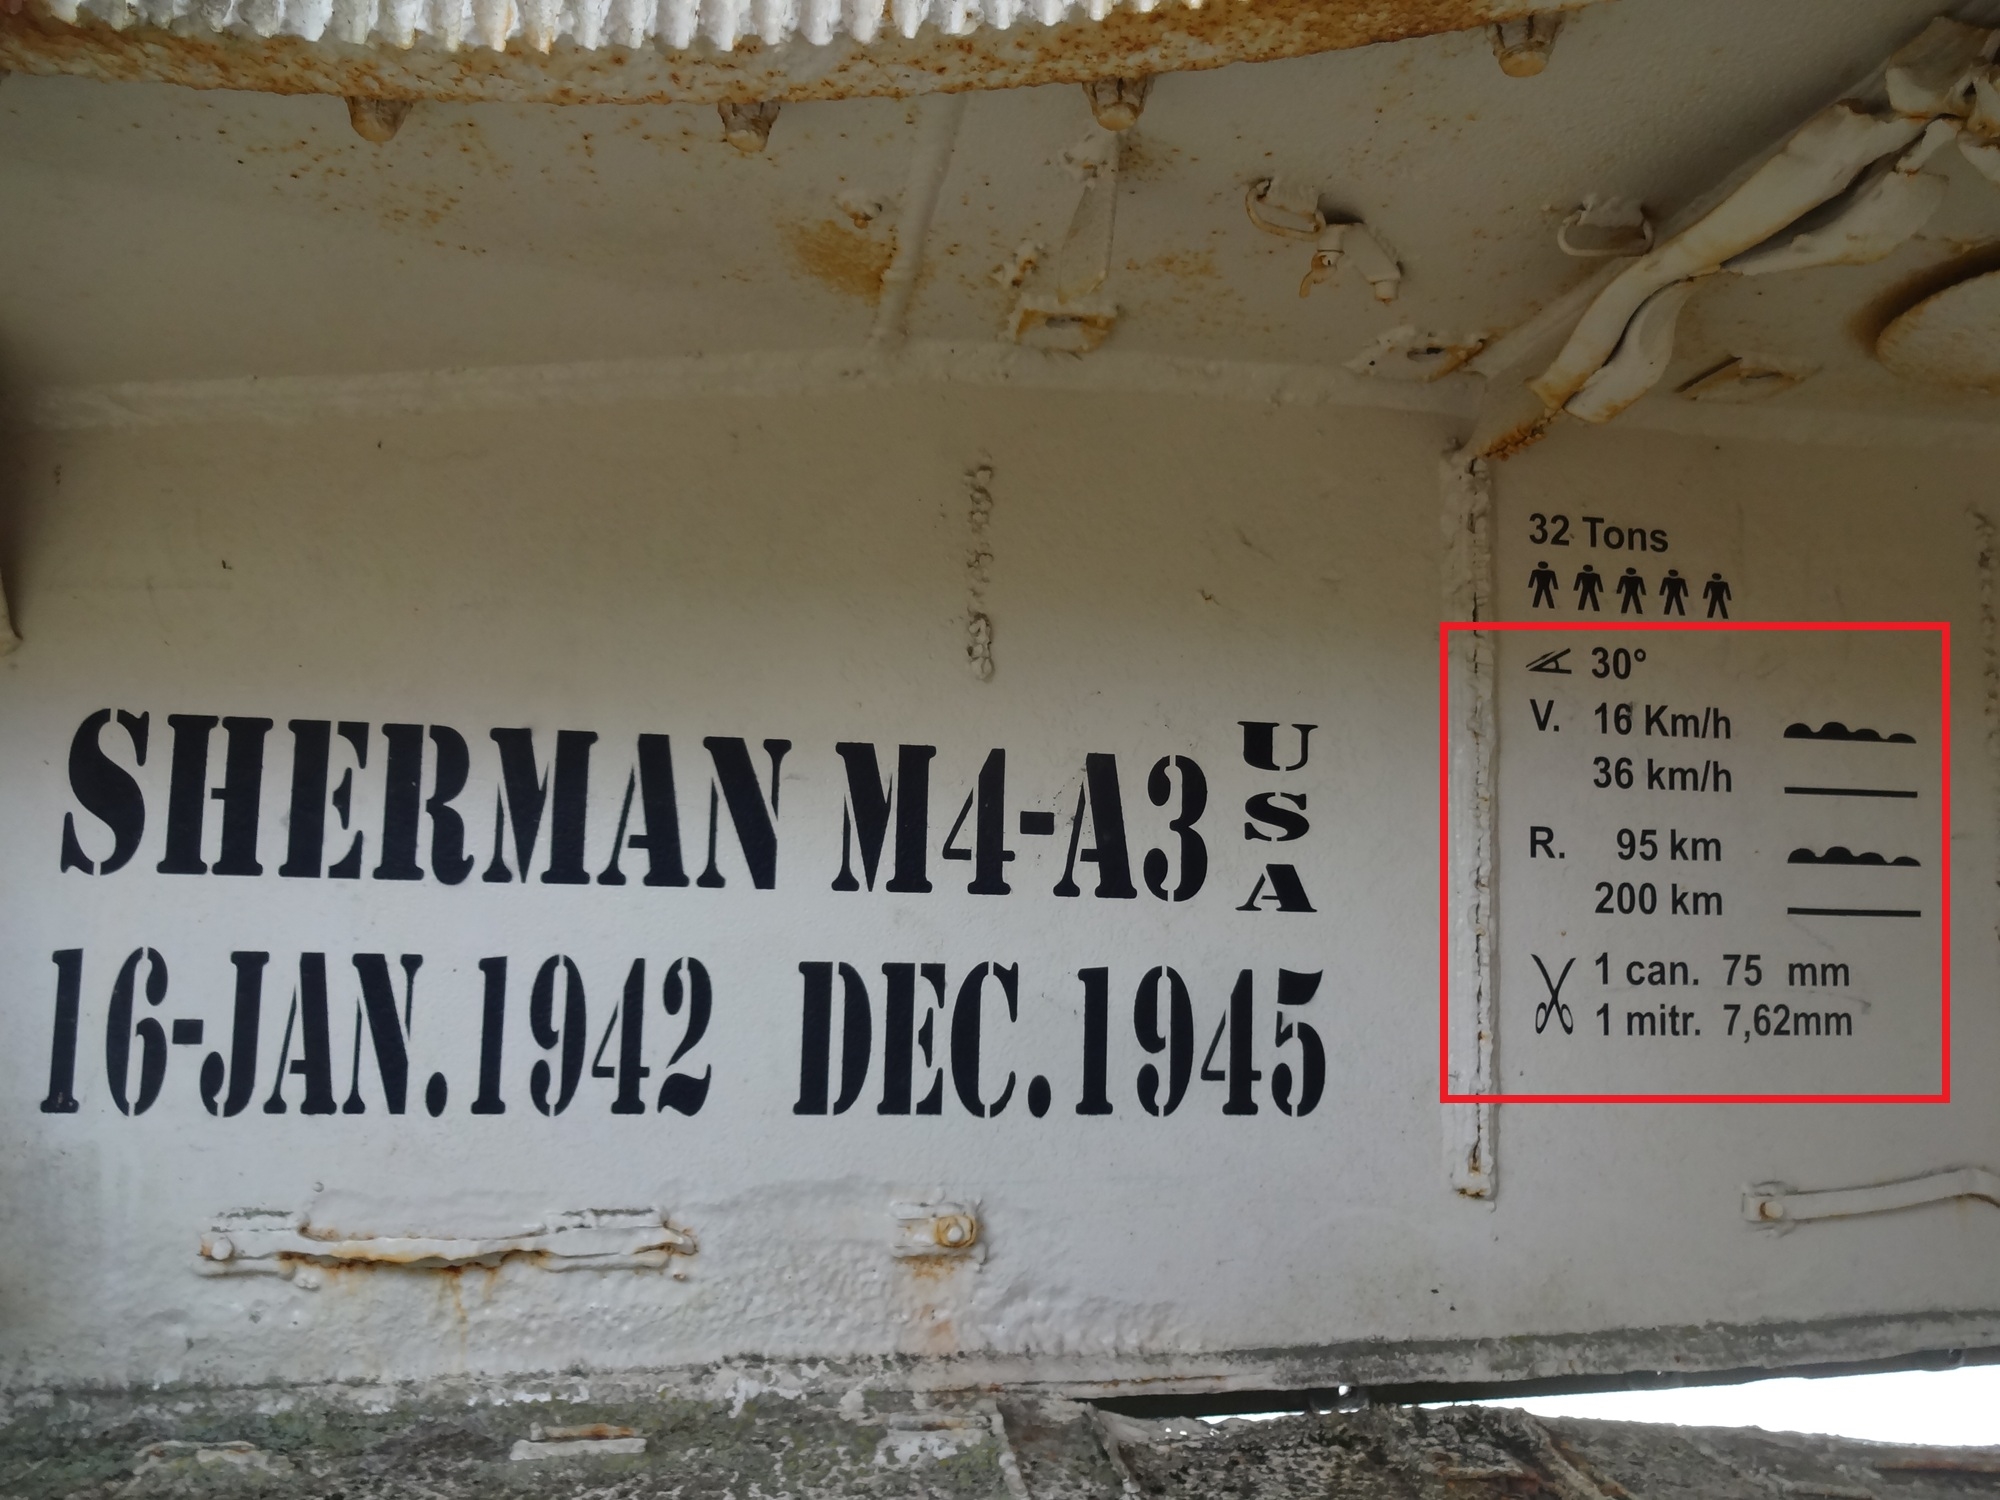 SHERMAN M4-A3 USA
16-JAN.1942 DEC.1945
32 Tons
30°
V. 16 Km/h
36 km/h
R. 95 km
200 km
1 can. 75 mm
1 mitr. 7,62mm